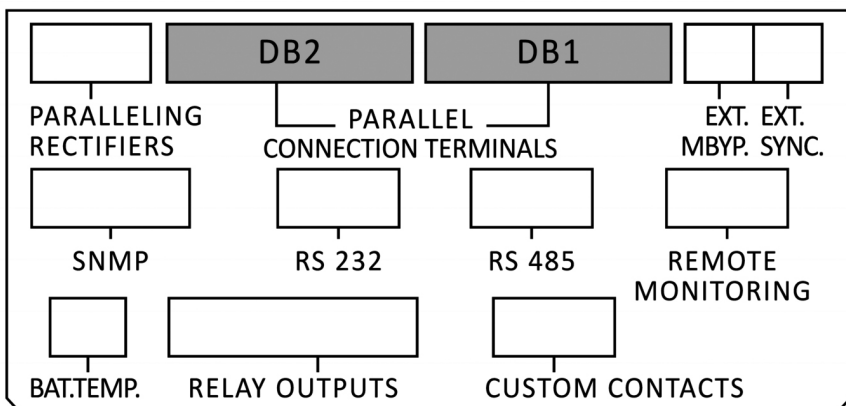 DB2 DB1
PARALLELING
RECTIFIERS
PARALLEL
CONNECTION TERMINALS
EXT.
MBYP.
EXT.
SYNC.
SNMP
RS 232
RS 485
REMOTE
MONITORING
BAT.TEMP.
RELAY OUTPUTS
CUSTOM CONTACTS